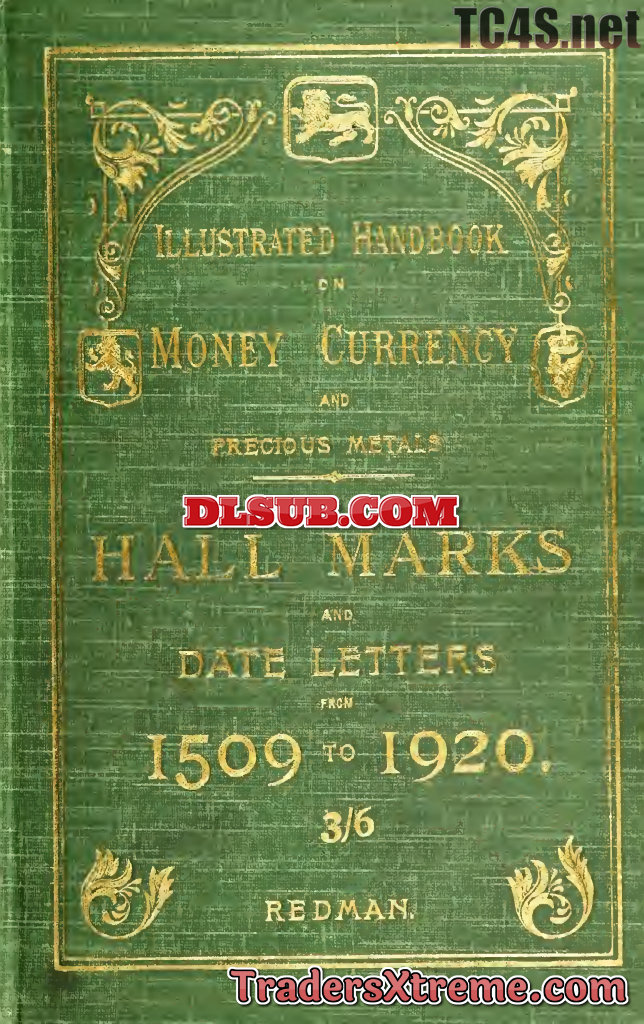 TC4S.net
ILLUSTRATED HANDBOOK
ON
MONEY CURRENCY
AND
PRECIOUS METALS
DLSUB.COM
HALL MARKS
AND
DATE LETTERS
FROM
1509 TO 1920.
3/6
REDMAN.
TradersXtreme.com